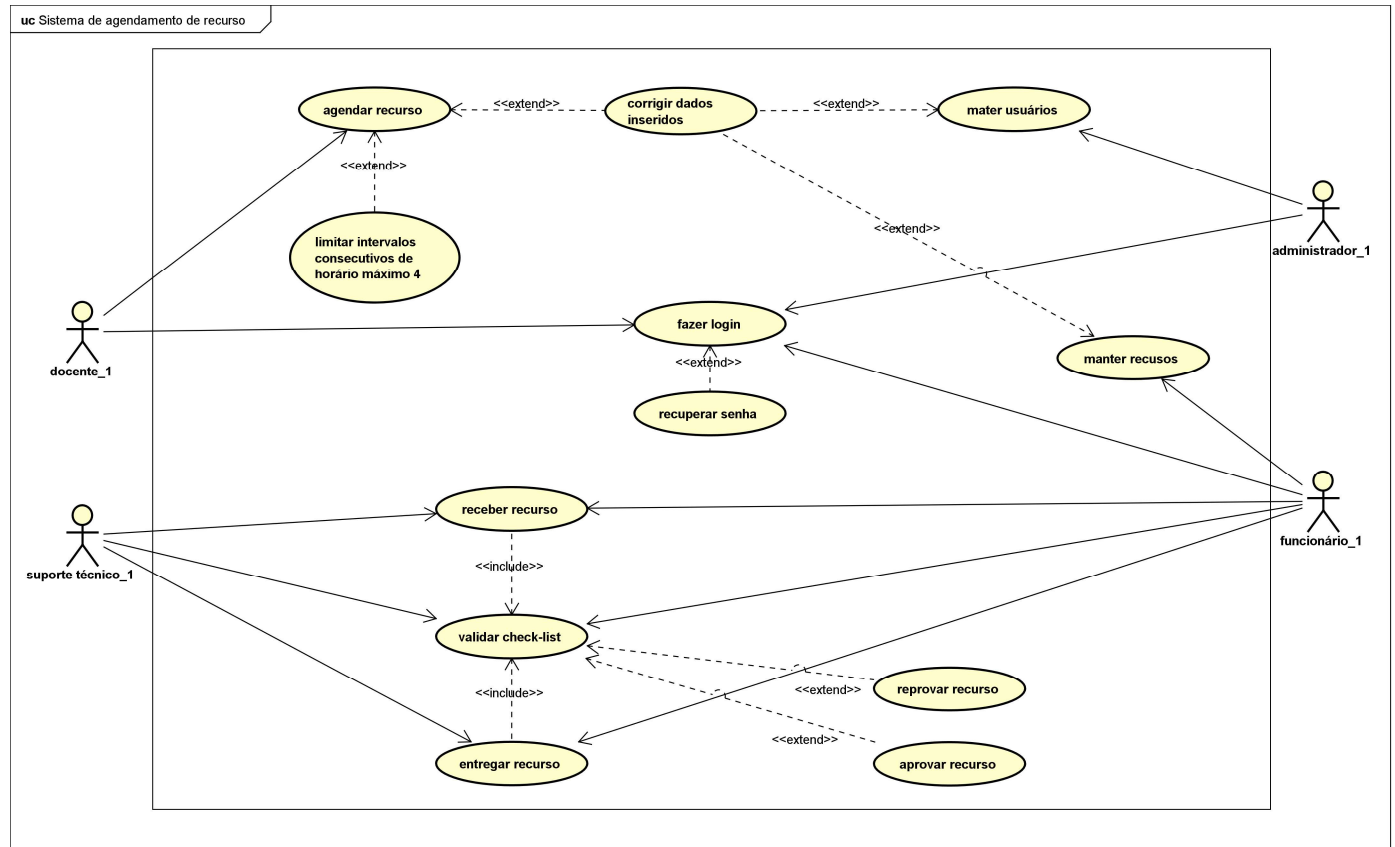 uc Sistema de agendamento de recurso
agendar recurso
<<extend>>
corrigir dados
inseridos
<<extend>>
mater usuários
<<extend>>
limitar intervalos
consecutivos de
horário máximo 4
<<extend>>
administrador_1
fazer login
docente_1
<<extend>>
manter recusos
recuperar senha
receber recurso
funcionário_1
suporte técnico_1
<<include>>
validar check-list
<<include>>
<<extend>>
reprovar recurso
<<extend>>
entregar recurso
aprovar recurso